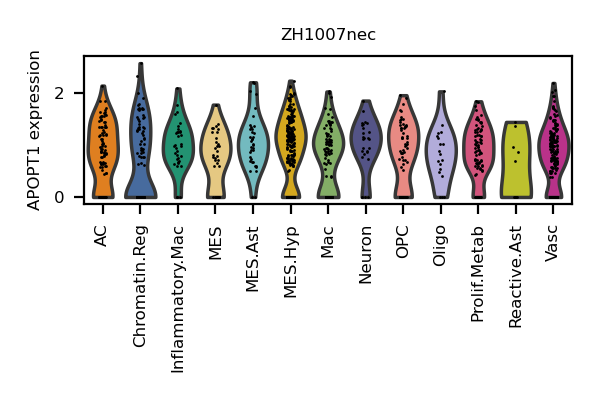 ZH1007nec
APOPT1 expression
2
0
AC
Chromatin.Reg
Inflammatory.Mac
MES
MES.Ast
MES.Hyp
Mac
Neuron
OPC
Oligo
Prolif.Metab
Reactive.Ast
Vasc